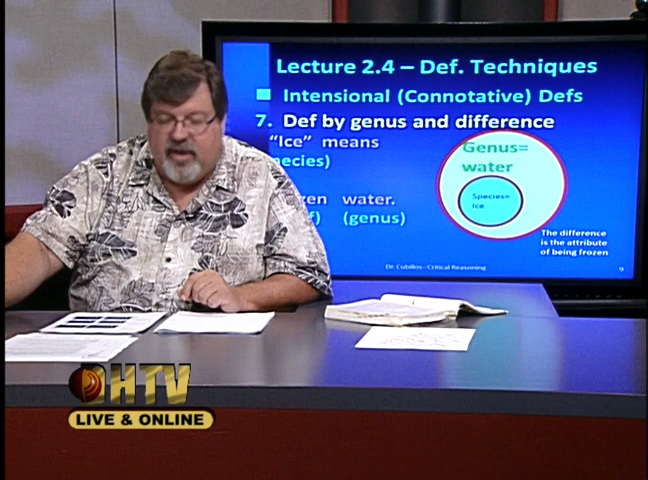 Lecture 2.4 – Def. Techniques
Intensional (Connotative) Defs
7. Def by genus and difference
"Ice" means
pecies)
gen water.
f) (genus)
Genus=
water
Species=
Ice
The difference
is the attribute
of being frozen
Dr. Cubillos--Critical Reasoning
9
HTV
LIVE & ONLINE